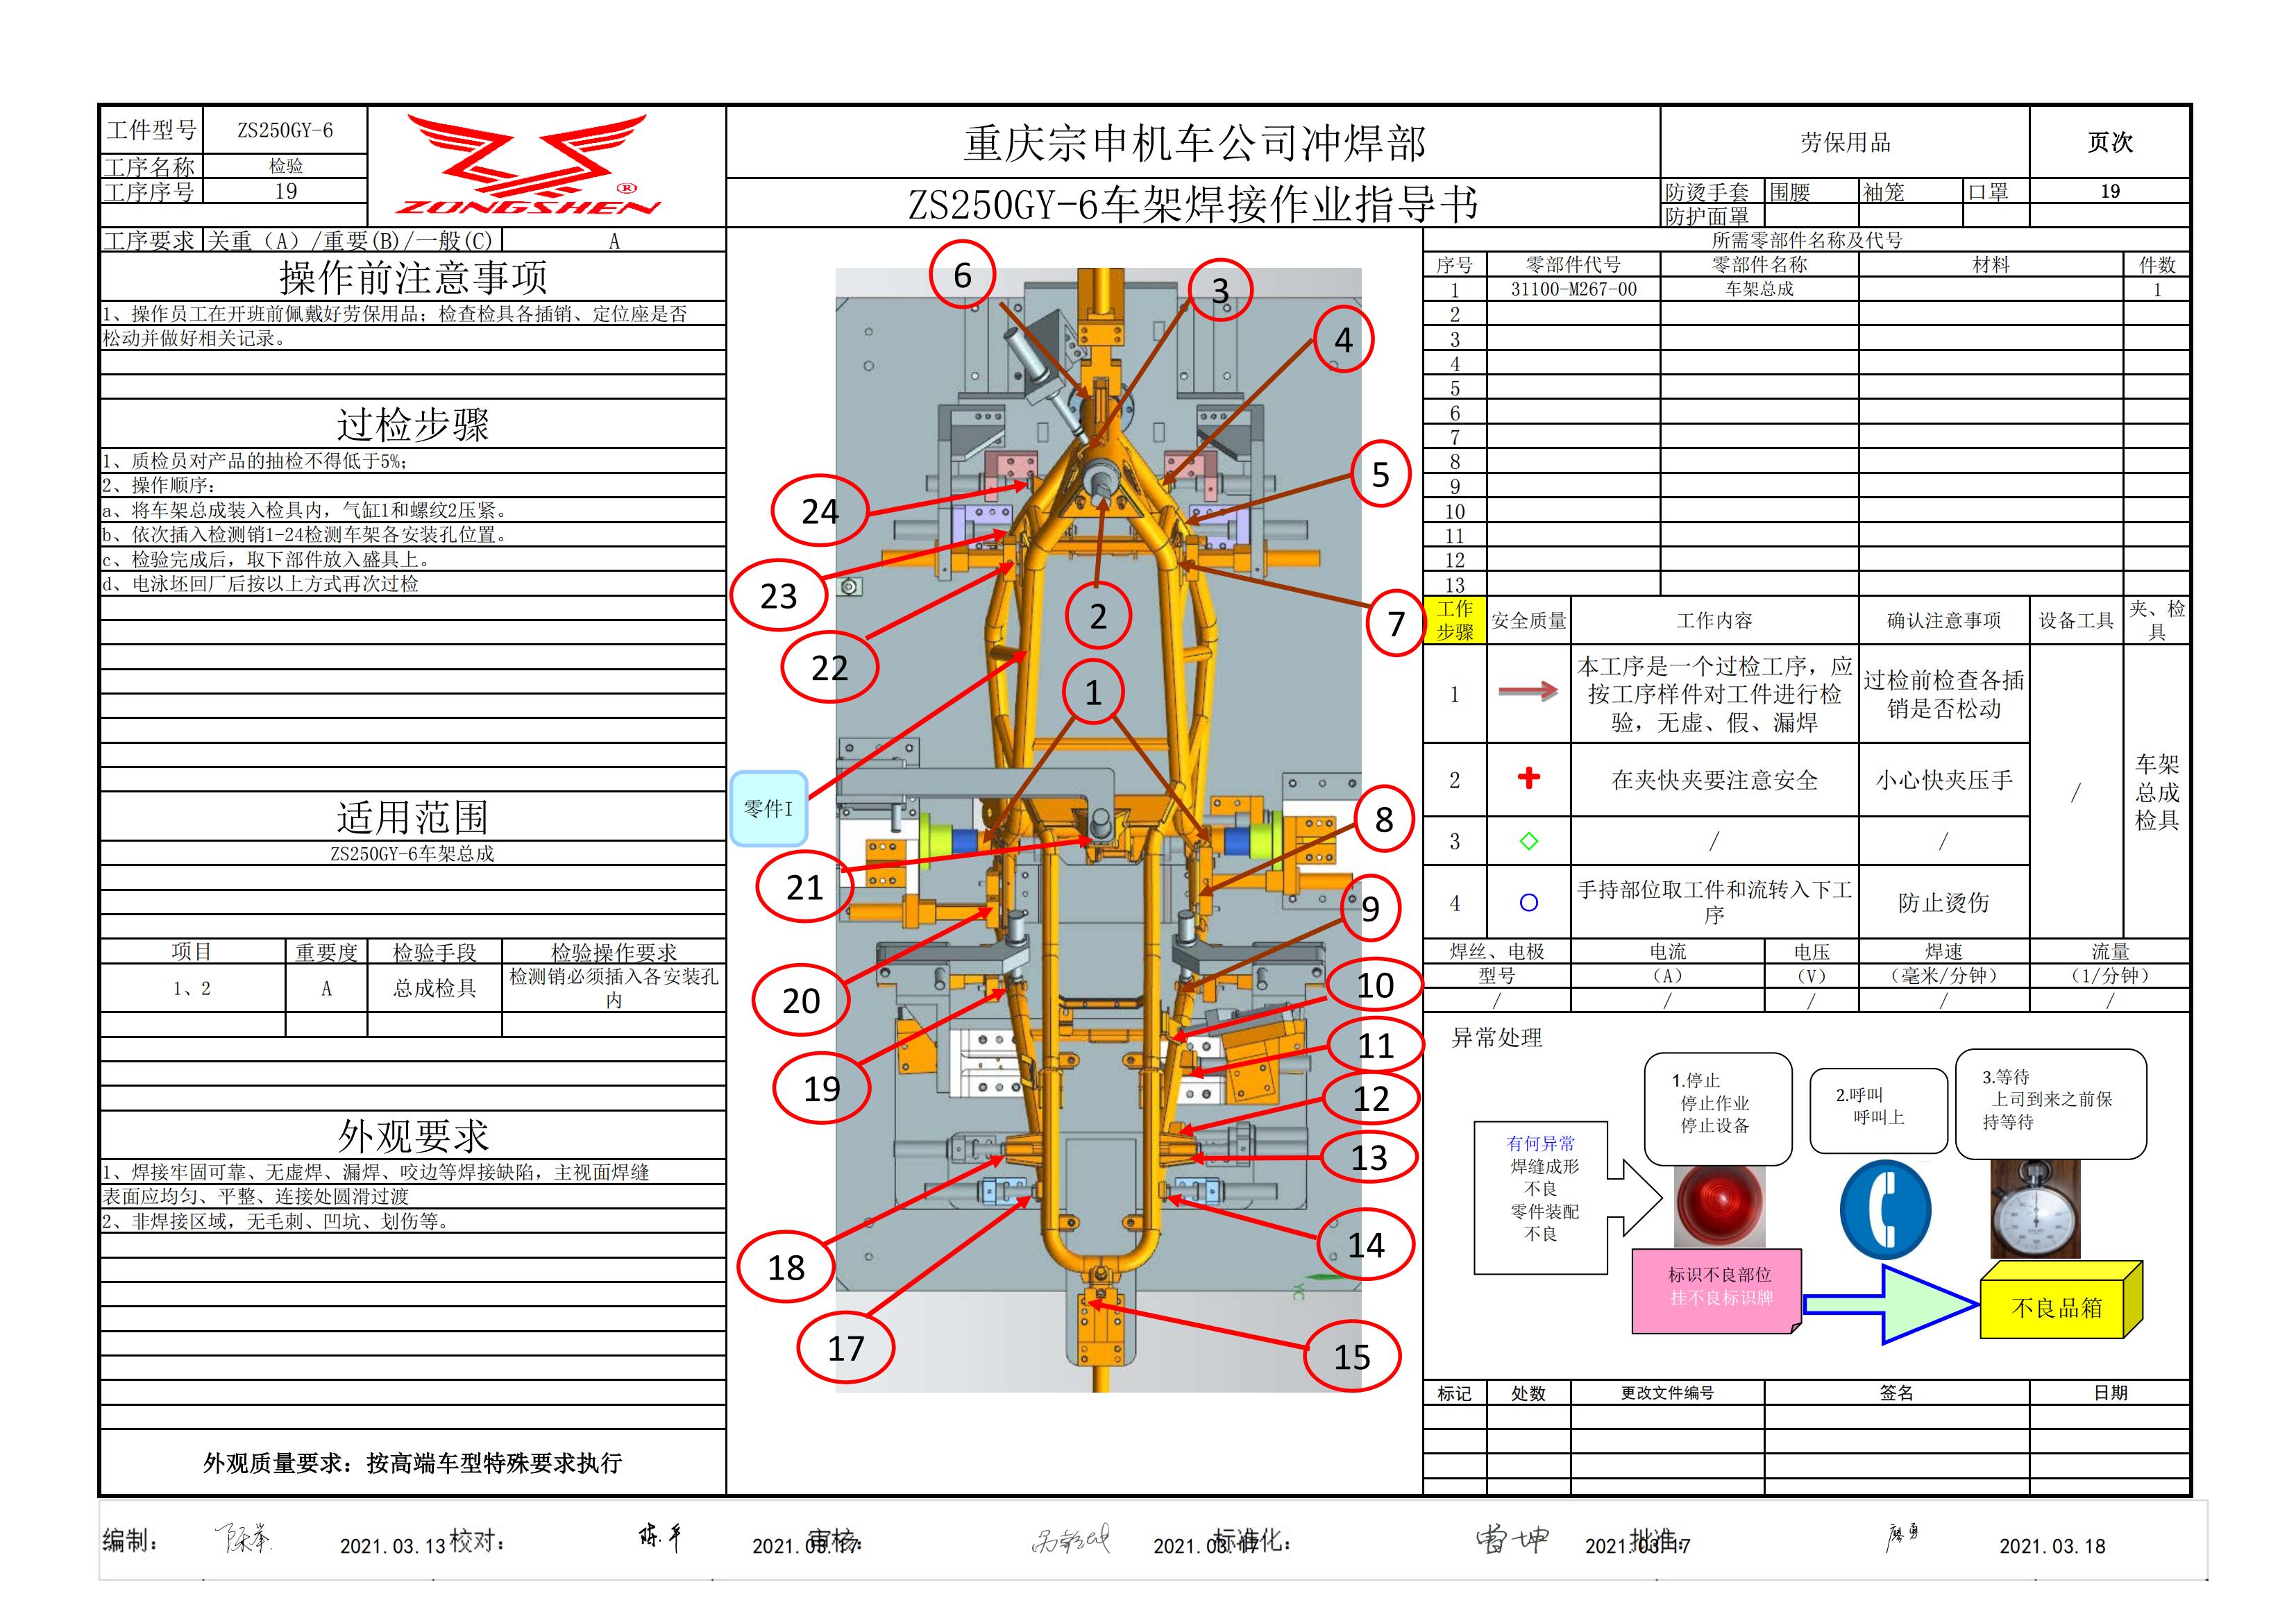 工件型号 ZS250GY-6
工序名称 检验
工序序号 19
ZONGSHEN
®
重庆宗申机车公司冲焊部
ZS250GY-6车架焊接作业指导书
劳保用品 页次
防烫手套 围腰 袖笼 口罩 19
防护面罩
工序要求 关重（A）/重要(B)/一般(C) A
操作前注意事项
1、操作员工在开班前佩戴好劳保用品；检查检具各插销、定位座是否
松动并做好相关记录。
过检步骤
1、质检员对产品的抽检不得低于5%；
2、操作顺序：
a、将车架总成装入检具内，气缸1和螺纹2压紧。
b、依次插入检测销1-24检测车架各安装孔位置。
c、检验完成后，取下部件放入盛具上。
d、电泳坯回厂后按以上方式再次过检
适用范围
ZS250GY-6车架总成
项目 重要度 检验手段 检验操作要求
1、2 A 总成检具 检测销必须插入各安装孔
内
外观要求
1、焊接牢固可靠、无虚焊、漏焊、咬边等焊接缺陷，主视面焊缝
表面应均匀、平整、连接处圆滑过渡
2、非焊接区域，无毛刺、凹坑、划伤等。
外观质量要求：按高端车型特殊要求执行
6
3
4
5
24
23
2
7
22
1
零件I
8
21
9
20
10
11
19
12
13
18
14
17
15
YC
所需零部件名称及代号
序号 零部件代号 零部件名称 材料 件数
1 31100-M267-00 车架总成 1
2
3
4
5
6
7
8
9
10
11
12
13
工作
步骤 安全质量 工作内容 确认注意事项 设备工具 夹、检
具
1 本工序是一个过检工序，应
按工序样件对工件进行检
验，无虚、假、漏焊 过检前检查各插
销是否松动
2 在夹快夹要注意安全 小心快夹压手
/
车架
总成
检具
3 / /
4 手持部位取工件和流转入下工
序 防止烫伤
焊丝、电极 电流 电压 焊速 流量
型号 （A） （V） （毫米/分钟） （1/分钟）
/ / / / /
异常处理
有何异常
焊缝成形
不良
零件装配
不良
1.停止
停止作业
停止设备
2.呼叫
呼叫上
3.等待
上司到来之前保
持等待
标识不良部位
挂不良标识牌
不良品箱
标记 处数 更改文件编号 签名 日期
编制： 2021.03.13 校对： 2021.03.17 审核： 2021.03.17 标准化： 2021.03.17 批准： 2021.03.18